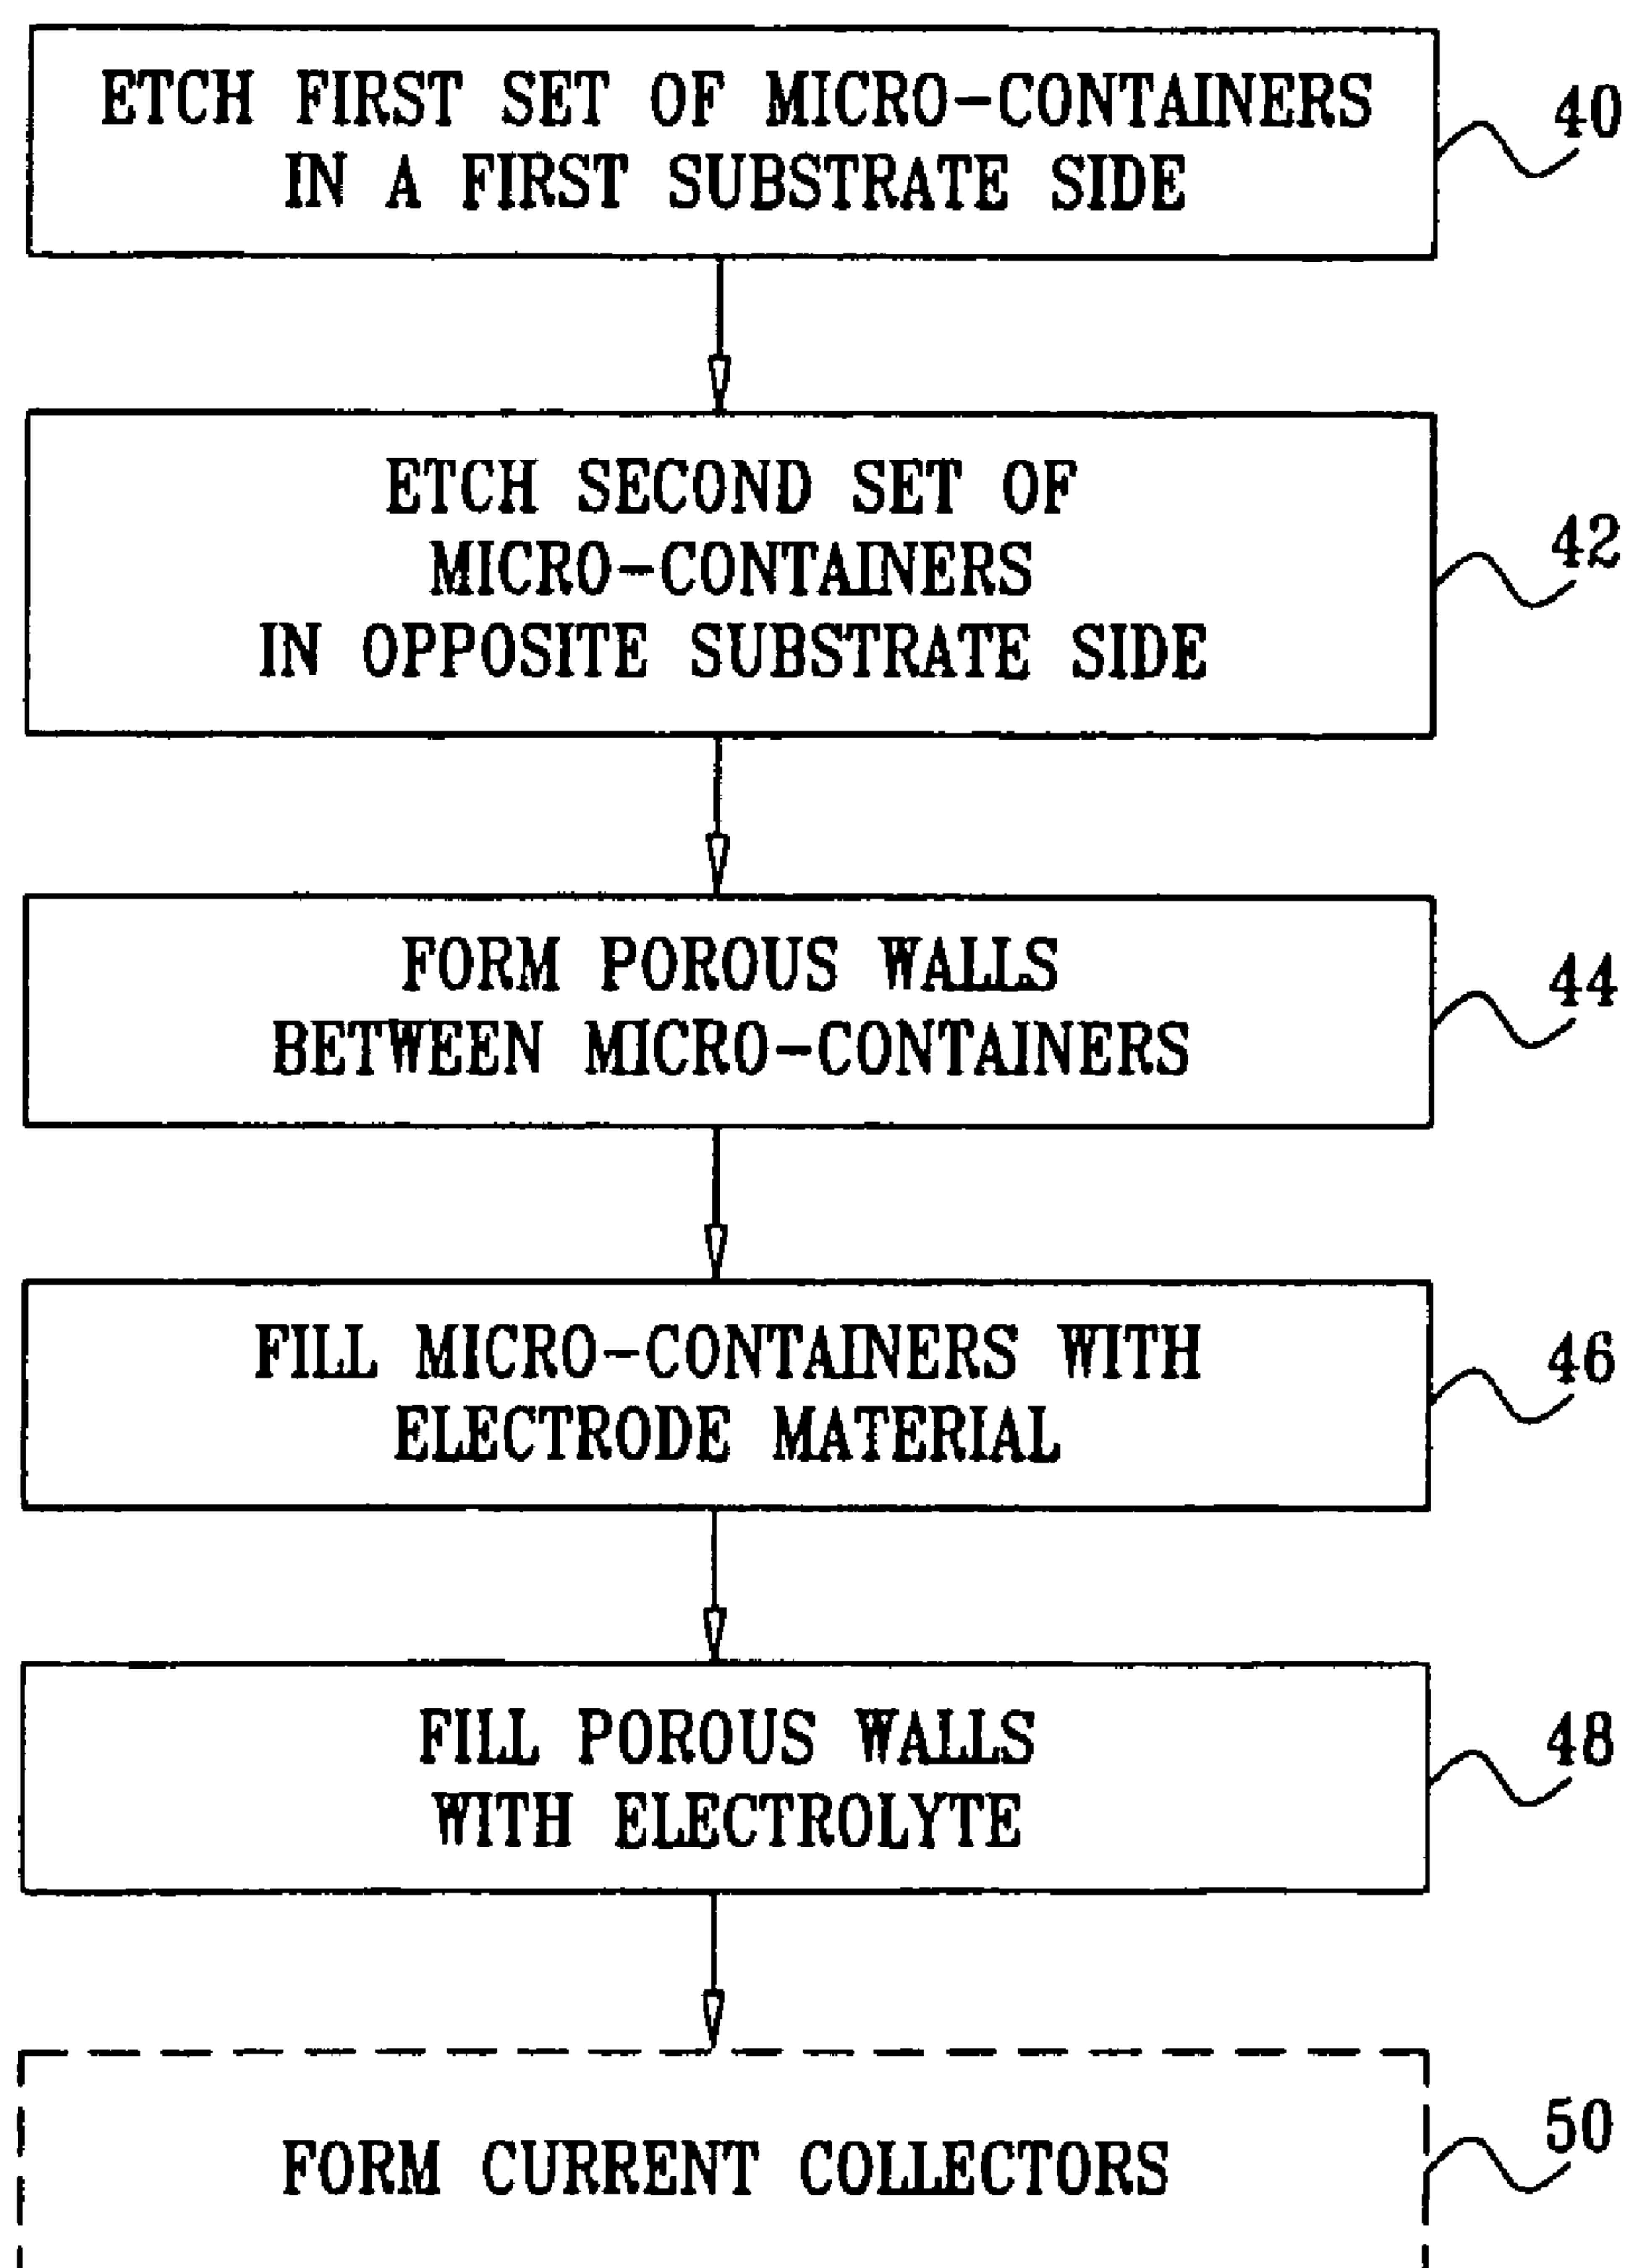 ETCH FIRST SET OF MICRO-CONTAINERS
IN A FIRST SUBSTRATE SIDE
40
ETCH SECOND SET OF
MICRO-CONTAINERS
IN OPPOSITE SUBSTRATE SIDE
42
FORM POROUS WALLS
BETWEEN MICRO-CONTAINERS
44
FILL MICRO-CONTAINERS WITH
ELECTRODE MATERIAL
46
FILL POROUS WALLS
WITH ELECTROLYTE
48
FORM CURRENT COLLECTORS
50